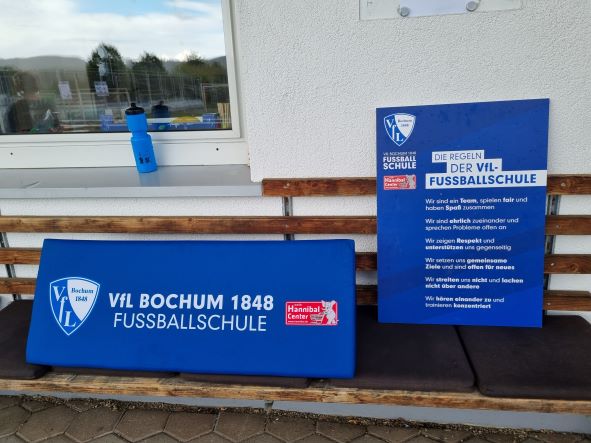 VfL
Bochum
1848
VfL BOCHUM 1848
FUSSBALL
SCHULE
Hannibal
Center
DIE REGELN
DER VfL-
FUSSBALLSCHULE
Wir sind ein Team, spielen fair und
haben Spaß zusammen
Wir sind ehrlich zueinander und
sprechen Probleme offen an
Wir zeigen Respekt und
unterstützen uns gegenseitig
Wir setzen uns gemeinsame
Ziele und sind offen für neues
Wir streiten uns nicht und lachen
nicht über andere
Wir hören einander zu und
trainieren konzentriert
Bochum
1848
VfL
VfL BOCHUM 1848
FUSSBALLSCHULE
Hannibal
Center